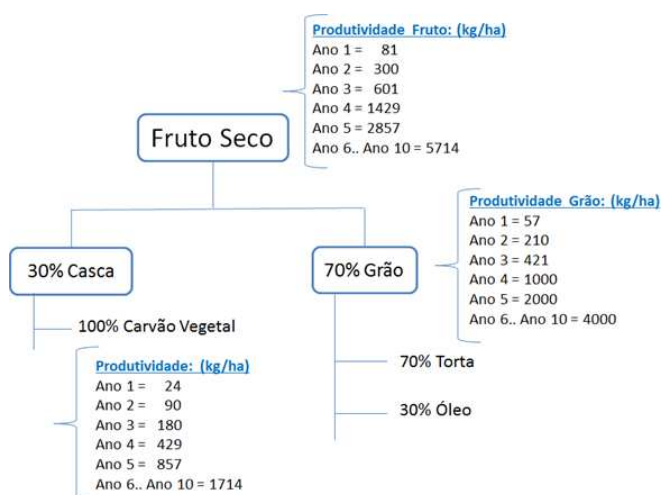 Produtividade Fruto: (kg/ha)
Ano 1 = 81
Ano 2 = 300
Ano 3 = 601
Ano 4 = 1429
Ano 5 = 2857
Ano 6.. Ano 10 = 5714
Fruto Seco
Produtividade Grão: (kg/ha)
Ano 1 = 57
Ano 2 = 210
Ano 3 = 421
Ano 4 = 1000
Ano 5 = 2000
Ano 6.. Ano 10 = 4000
30% Casca
70% Grão
100% Carvão Vegetal
70% Torta
30% Óleo
Produtividade: (kg/ha)
Ano 1 = 24
Ano 2 = 90
Ano 3 = 180
Ano 4 = 429
Ano 5 = 857
Ano 6.. Ano 10 = 1714